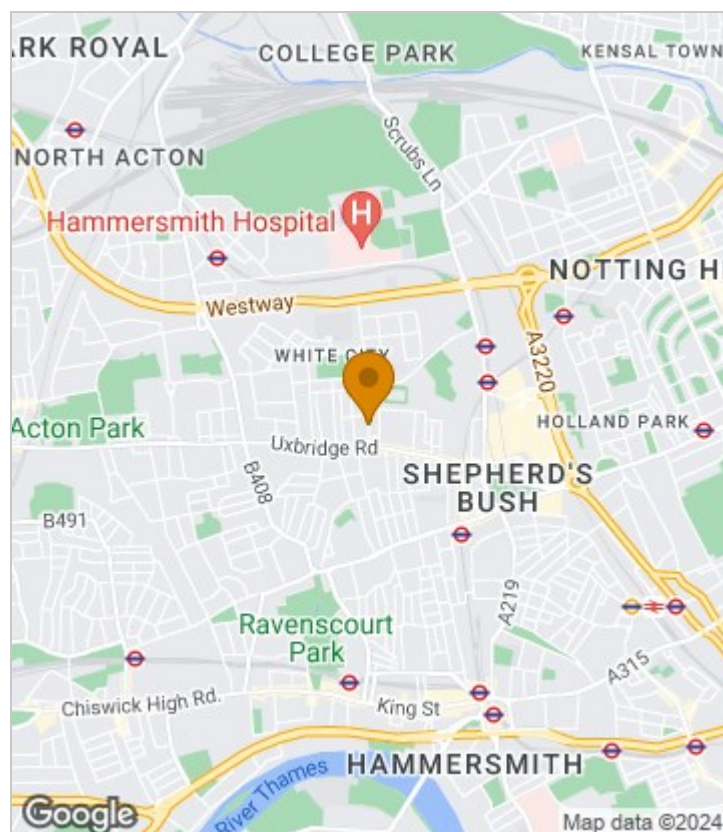 ARK ROYAL
COLLEGE PARK
KENSAL TOWN
Scrubs Ln
NORTH ACTON
Hammersmith Hospital
H
NOTTING H
Westway
A3220
WHITE CITY
HOLLAND PARK
Acton Park
Uxbridge Rd
SHEPHERD'S
BUSH
B408
B491
A219
Ravenscourt
Park
A315
Chiswick High Rd.
King St
HAMMERSMITH
River Thames
Google
Map data ©2024